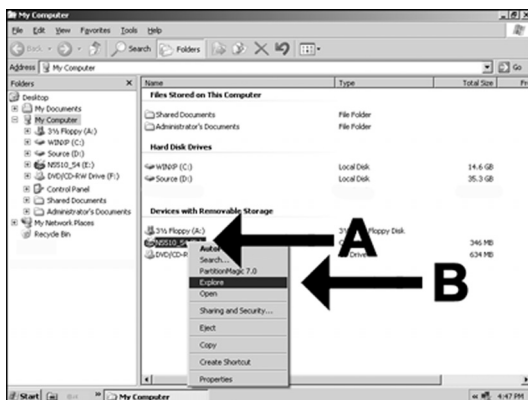 My Computer
File Edit View Favorites Tools Help
Back Search Folders
Address My Computer Go
Folders Name Type Total Size
Desktop
My Documents
My Computer
3½ Floppy (A:)
WINXP (C:)
Source (D:)
NS510_S4 (E:)
DVD/CD-RW Drive (F:)
Control Panel
Shared Documents
Administrator's Documents
My Network Places
Recycle Bin
Files Stored on This Computer
Shared Documents File Folder
Administrator's Documents File Folder
Hard Disk Drives
WINXP (C:) Local Disk 14.6 GB
Source (D:) Local Disk 35.3 GB
Devices with Removable Storage
3½ Floppy (A:) Disk
NS510_S4 346 MB
DVD/CD-R Drive 634 MB
A
B
Search...
PartitionMagic 7.0
Explore
Open
Sharing and Security...
Eject
Copy
Create Shortcut
Properties
Start My Computer 4:47 PM